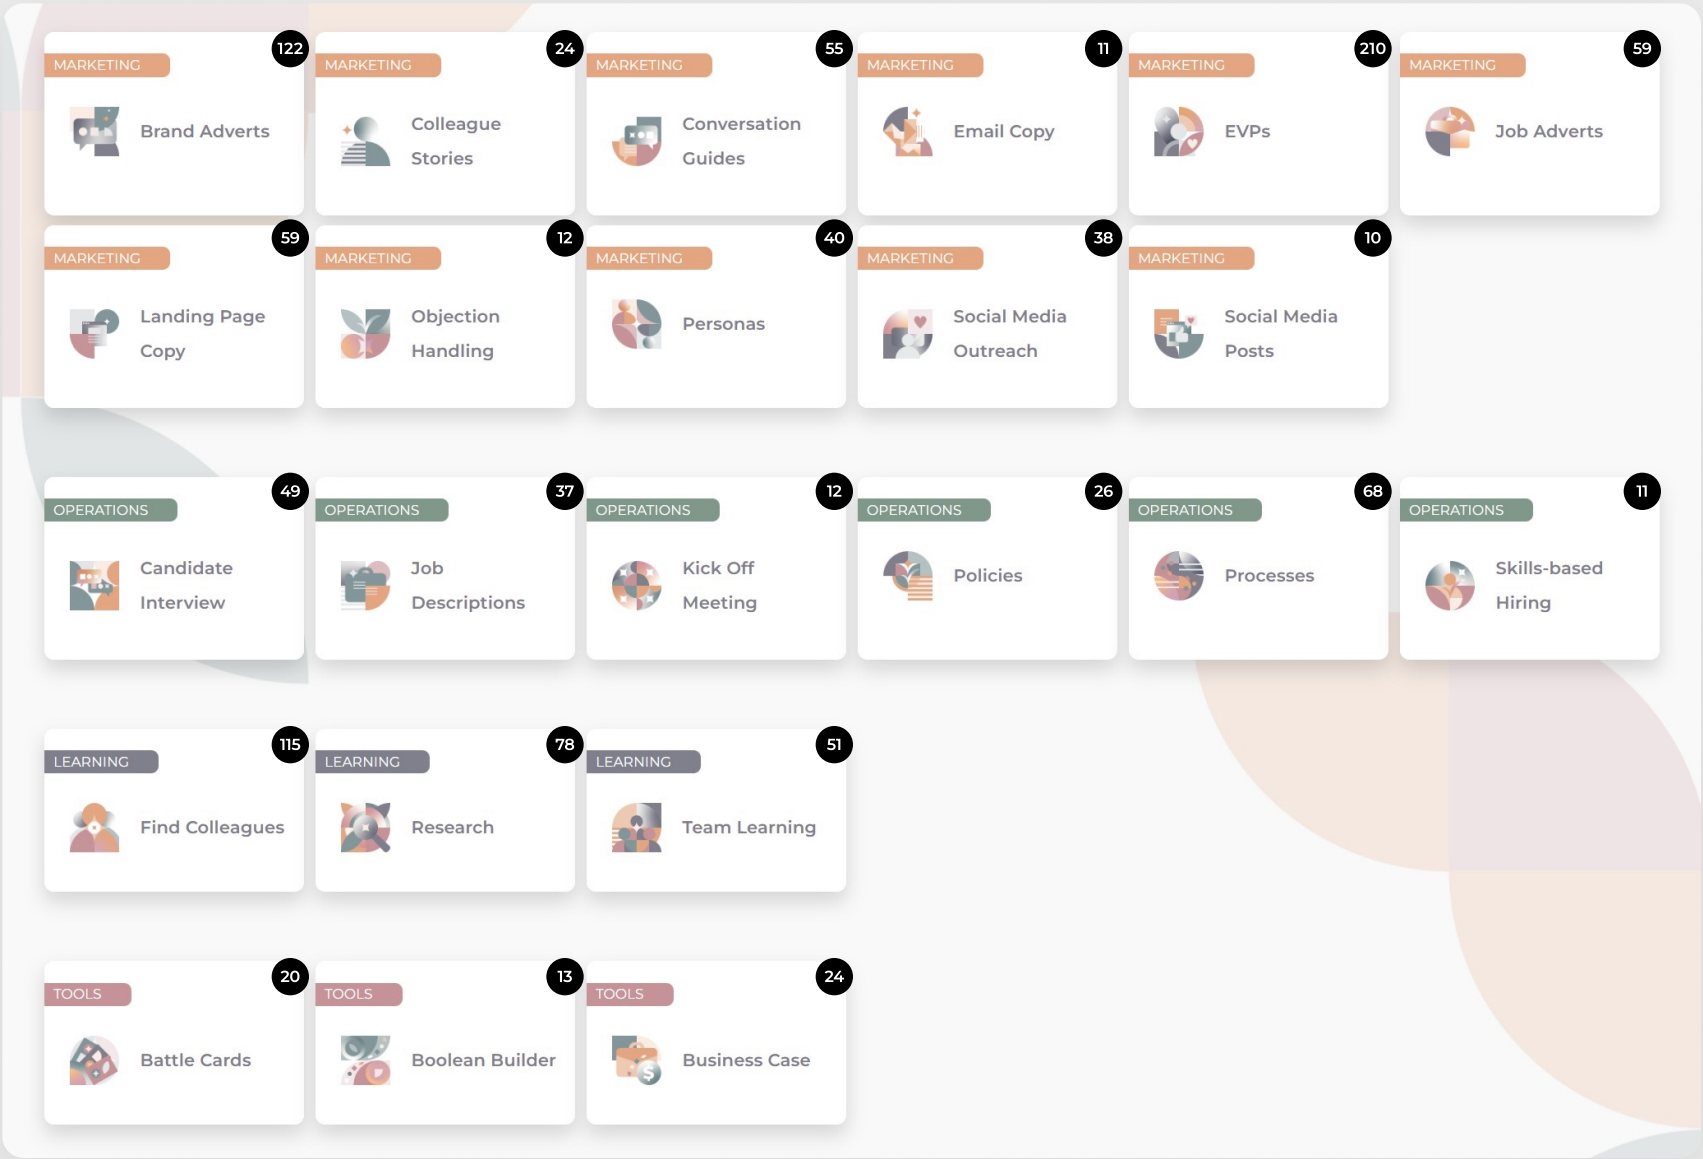 122
MARKETING
Brand Adverts
24
MARKETING
Colleague
Stories
55
MARKETING
Conversation
Guides
11
MARKETING
Email Copy
210
MARKETING
EVPs
59
MARKETING
Job Adverts
59
MARKETING
Landing Page
Copy
12
MARKETING
Objection
Handling
40
MARKETING
Personas
38
MARKETING
Social Media
Outreach
10
MARKETING
Social Media
Posts
49
OPERATIONS
Candidate
Interview
37
OPERATIONS
Job
Descriptions
12
OPERATIONS
Kick Off
Meeting
26
OPERATIONS
Policies
68
OPERATIONS
Processes
11
OPERATIONS
Skills-based
Hiring
115
LEARNING
Find Colleagues
78
LEARNING
Research
51
LEARNING
Team Learning
20
TOOLS
Battle Cards
13
TOOLS
Boolean Builder
24
TOOLS
Business Case
$